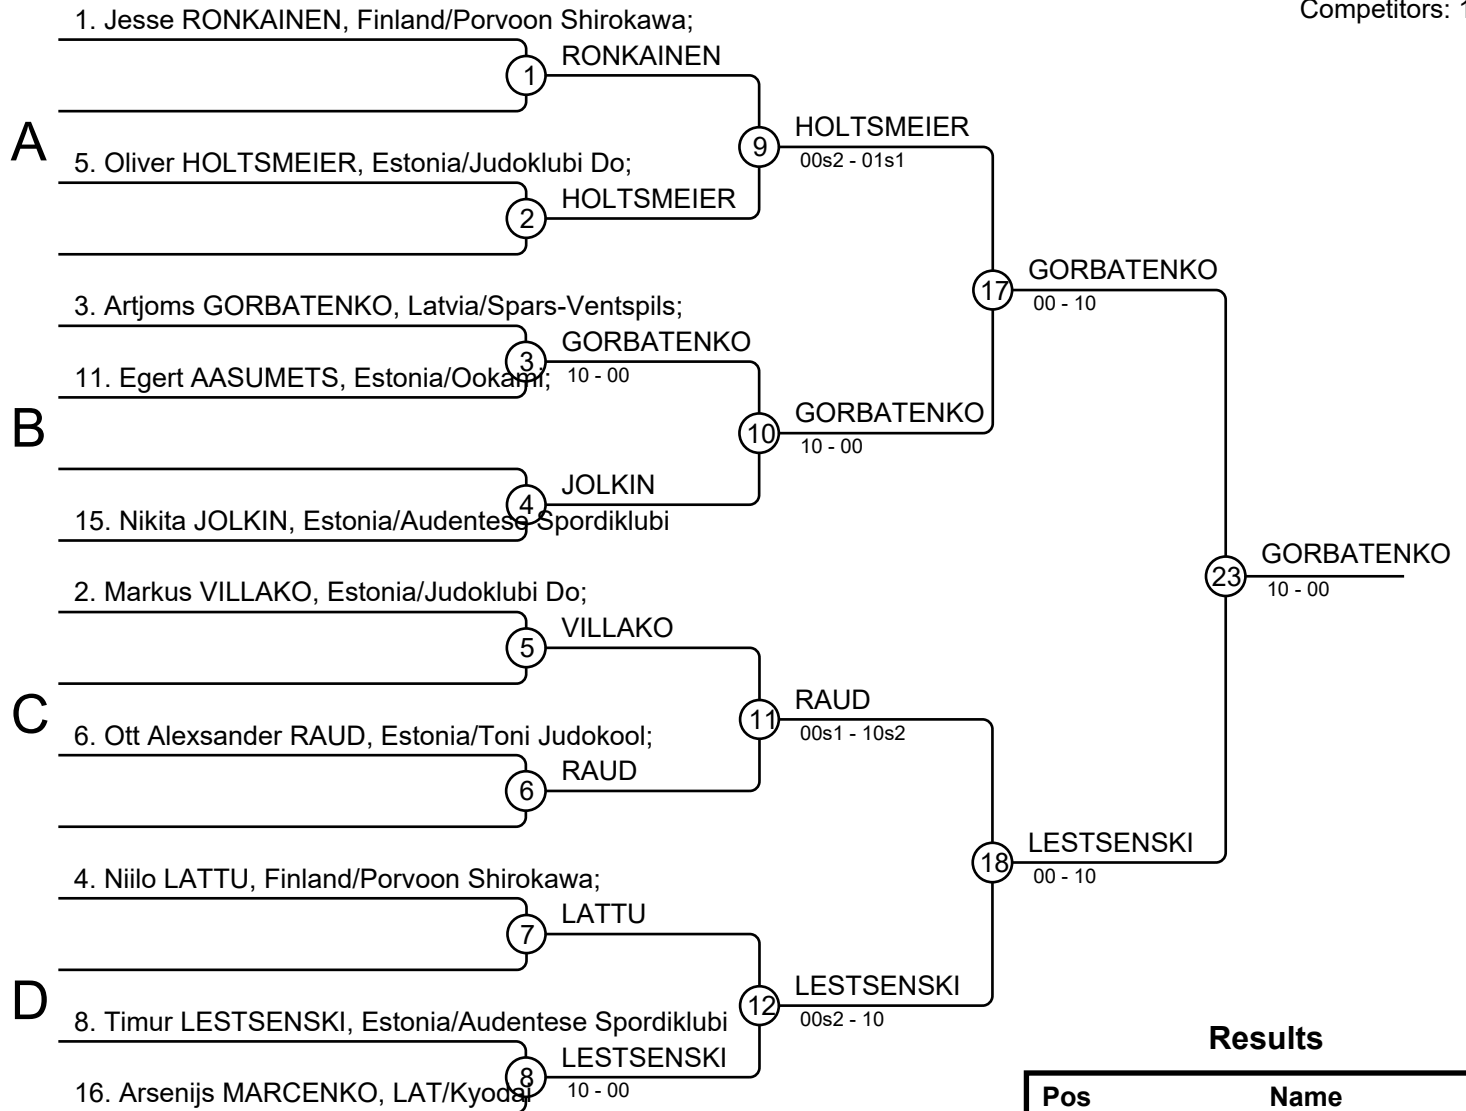 Competitors: 1
1. Jesse RONKAINEN, Finland/Porvoon Shirokawa;
1
RONKAINEN
A
9
HOLTSMEIER
00s2 - 01s1
5. Oliver HOLTSMEIER, Estonia/Judoklubi Do;
2
HOLTSMEIER
17
GORBATENKO
00 - 10
3. Artjoms GORBATENKO, Latvia/Spars-Ventspils;
3
GORBATENKO
10 - 00
11. Egert AASUMETS, Estonia/Ookami;
B
10
GORBATENKO
10 - 00
4
JOLKIN
15. Nikita JOLKIN, Estonia/Audentese Spordiklubi
23
GORBATENKO
10 - 00
2. Markus VILLAKO, Estonia/Judoklubi Do;
5
VILLAKO
C
11
RAUD
00s1 - 10s2
6. Ott Alexsander RAUD, Estonia/Toni Judokool;
6
RAUD
18
LESTSENSKI
00 - 10
4. Niilo LATTU, Finland/Porvoon Shirokawa;
7
LATTU
D
12
LESTSENSKI
00s2 - 10
8. Timur LESTSENSKI, Estonia/Audentese Spordiklubi
8
LESTSENSKI
10 - 00
16. Arsenijs MARCENKO, LAT/Kyodai
Results
Pos Name